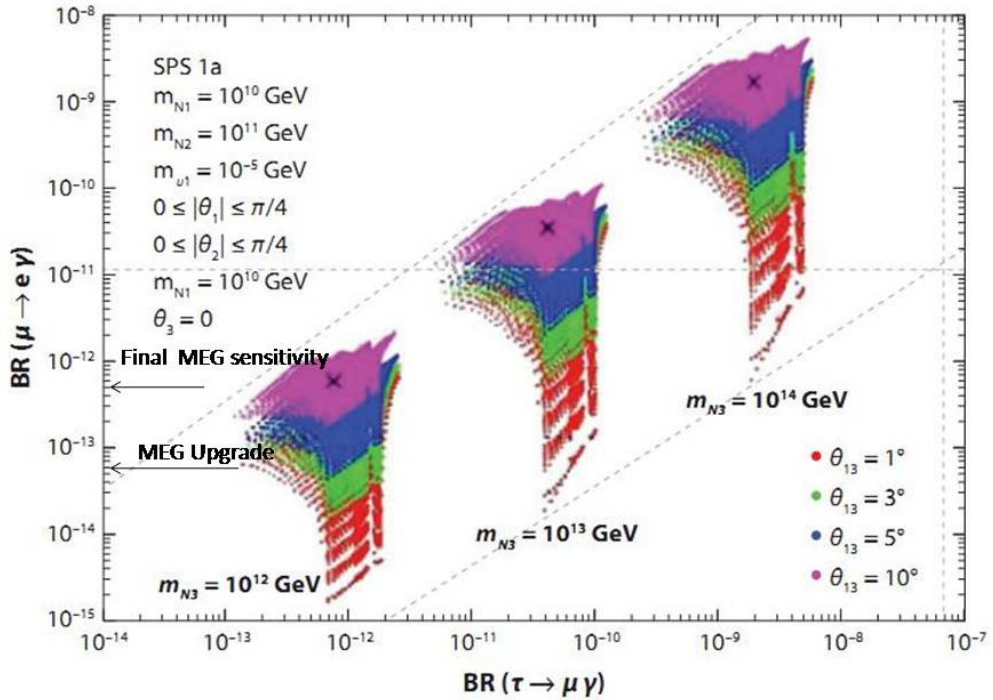 10⁻⁸
10⁻⁹
10⁻¹⁰
10⁻¹¹
10⁻¹²
10⁻¹³
10⁻¹⁴
10⁻¹⁵
BR (μ → e γ)
SPS 1a
m_N1 = 10¹⁰ GeV
m_N2 = 10¹¹ GeV
m_υ1 = 10⁻⁵ GeV
0 ≤ |θ₁| ≤ π/4
0 ≤ |θ₂| ≤ π/4
m_N1 = 10¹⁰ GeV
θ₃ = 0
Final MEG sensitivity
MEG Upgrade
m_N3 = 10¹² GeV
m_N3 = 10¹³ GeV
m_N3 = 10¹⁴ GeV
θ₁₃ = 1°
θ₁₃ = 3°
θ₁₃ = 5°
θ₁₃ = 10°
10⁻¹⁴ 10⁻¹³ 10⁻¹² 10⁻¹¹ 10⁻¹⁰ 10⁻⁹ 10⁻⁸ 10⁻⁷
BR (τ → μ γ)